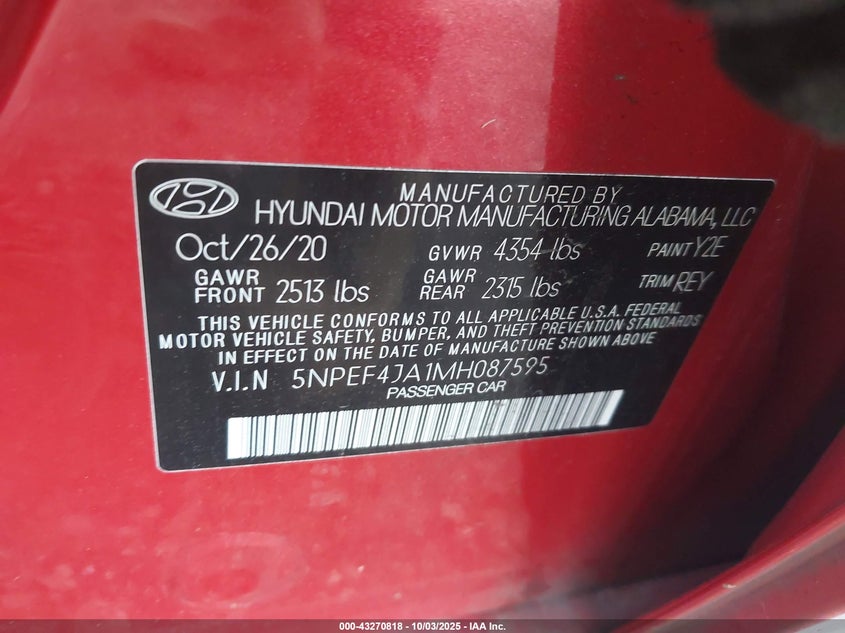 MANUFACTURED BY
HYUNDAI MOTOR MANUFACTURING ALABAMA, LLC
Oct/26/20 GVWR 4354 lbs PAINT Y2E
GAWR FRONT 2513 lbs GAWR REAR 2315 lbs TRIM REY
THIS VEHICLE CONFORMS TO ALL APPLICABLE U.S.A. FEDERAL
MOTOR VEHICLE SAFETY, BUMPER, AND THEFT PREVENTION STANDARDS
IN EFFECT ON THE DATE OF MANUFACTURE SHOWN ABOVE
V.I.N 5NPEF4JA1MH087595
PASSENGER CAR
000-43270818 - 10/03/2025 - IAA Inc.